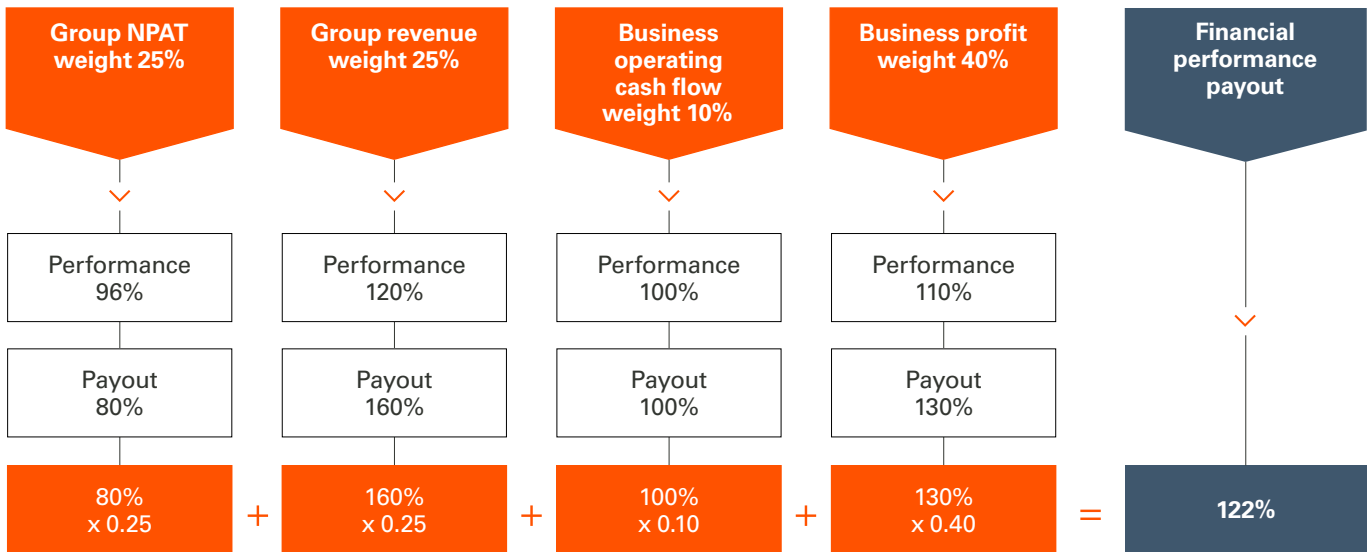 Group NPAT
weight 25%
Group revenue
weight 25%
Business
operating
cash flow
weight 10%
Business profit
weight 40%
Financial
performance
payout
Performance
96%
Performance
120%
Performance
100%
Performance
110%
Payout
80%
Payout
160%
Payout
100%
Payout
130%
80%
x 0.25
+
160%
x 0.25
+
100%
x 0.10
+
130%
x 0.40
=
122%